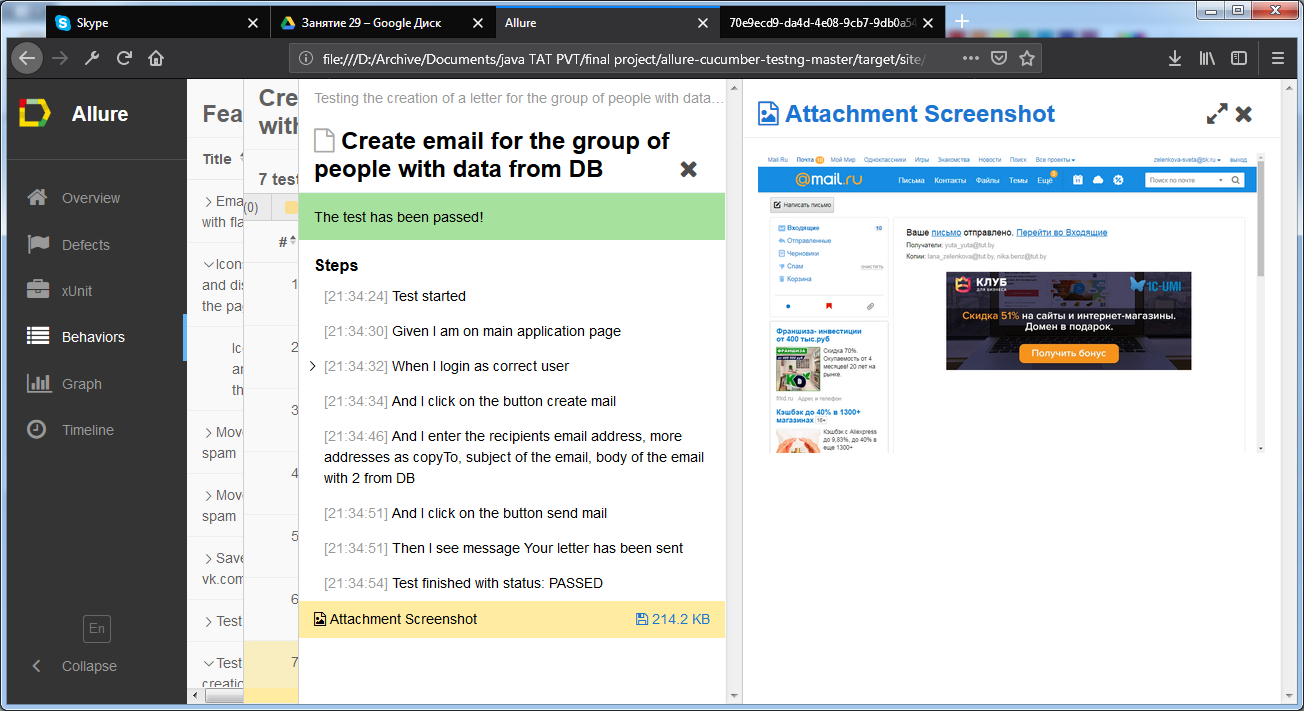 Skype
Занятие 29 – Google Диск
Allure
70e9ecd9-da4d-4e08-9cb7-9db0a54
file:///D:/Archive/Documents/java TAT PVT/final project/allure-cucumber-testng-master/target/site/
Allure
Overview
Defects
xUnit
Behaviors
Graph
Timeline
En
Collapse
Fea
Title
Ema
with fla
Icons
and dis
the pa
Ic
ar
th
Mov
spam
Mov
spam
Save
vk.com
Test
Test
creatio
Cre
with
7 test
(0)
#
1
2
3
4
5
6
7
Testing the creation of a letter for the group of people with data…
Create email for the group of
people with data from DB
The test has been passed!
Steps
[21:34:24] Test started
[21:34:30] Given I am on main application page
[21:34:32] When I login as correct user
[21:34:34] And I click on the button create mail
[21:34:46] And I enter the recipients email address, more
addresses as copyTo, subject of the email, body of the email
with 2 from DB
[21:34:51] And I click on the button send mail
[21:34:51] Then I see message Your letter has been sent
[21:34:54] Test finished with status: PASSED
Attachment Screenshot 214.2 KB
Attachment Screenshot
Mail.Ru Почта 10 Мой Мир Одноклассники Игры Знакомства Новости Поиск Все проекты zelenkova-sveta@bk.ru выход
@mail.ru Письма Контакты Файлы Темы Ещё Поиск по почте
Написать письмо
Входящие 10
Отправленные
Черновики
Спам очистить
Корзина
Франшиза- инвестиции
от 400 тыс.руб
ФРАНШИЗА
Скидка 70%.
Окупаемость от 4
месяцев! 20 лет на
рынке.
frkd.ru Адрес и телефон
Кэшбэк до 40% в 1300+
магазинах 16+
Кэшбэк с Aliexpress
до 9,83%, до 40% в
еще 1300+
Ваше письмо отправлено. Перейти во Входящие
Получатели: yuta_yuta@tut.by
Копии: lana_zelenkova@tut.by, nika.benz@tut.by
КЛУБ
ДЛЯ БИЗНЕСА
1C-UMI
Скидка 51% на сайты и интернет-магазины.
Домен в подарок.
Получить бонус